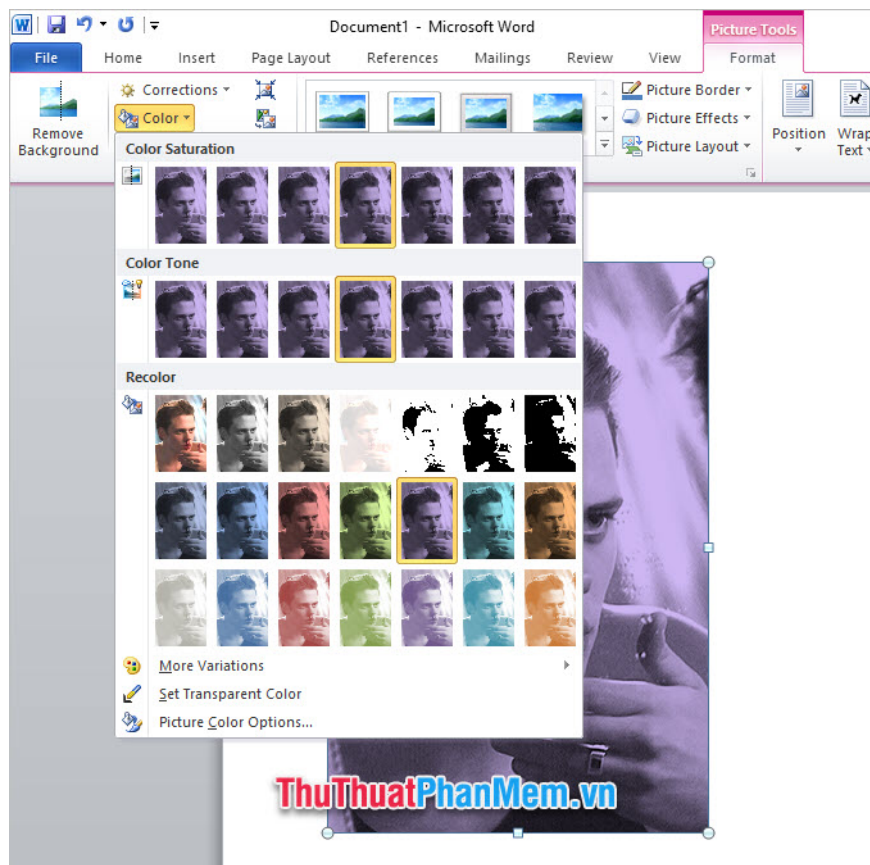 Document1 - Microsoft Word
Picture Tools
File Home Insert Page Layout References Mailings Review View Format
Remove Background
Corrections
Color
Picture Border
Picture Effects
Picture Layout
Position
Wrap
Text
Color Saturation
Color Tone
Recolor
More Variations
Set Transparent Color
Picture Color Options...
ThuThuatPhanMem.vn